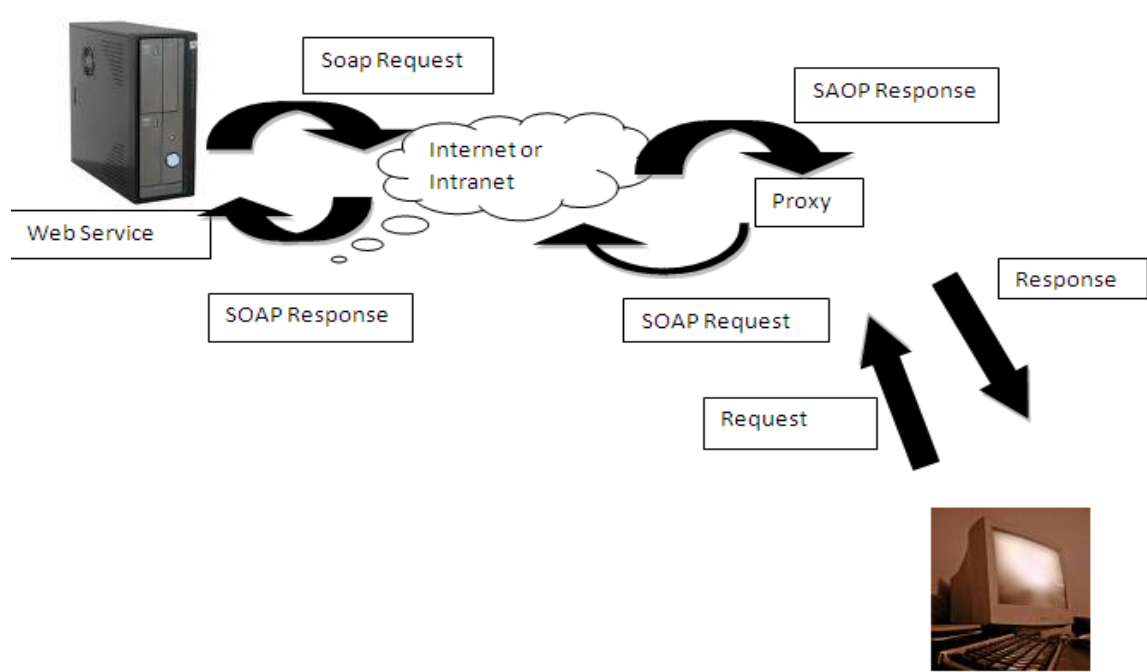 Soap Request
SAOP Response
Internet or
Intranet
Proxy
Web Service
Response
SOAP Response
SOAP Request
Request